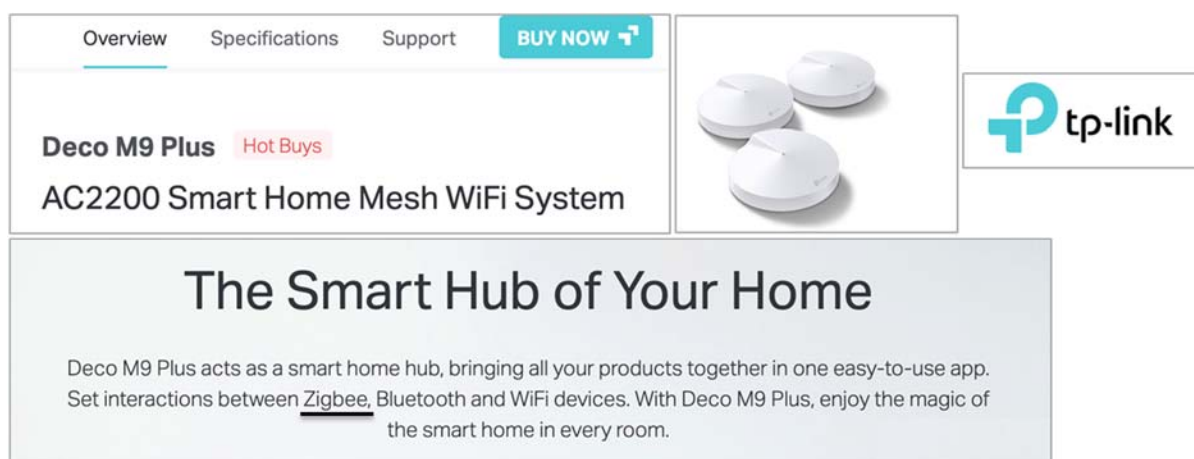 Overview Specifications Support BUY NOW
Deco M9 Plus Hot Buys
AC2200 Smart Home Mesh WiFi System
tp-link
The Smart Hub of Your Home
Deco M9 Plus acts as a smart home hub, bringing all your products together in one easy-to-use app.
Set interactions between Zigbee, Bluetooth and WiFi devices. With Deco M9 Plus, enjoy the magic of
the smart home in every room.